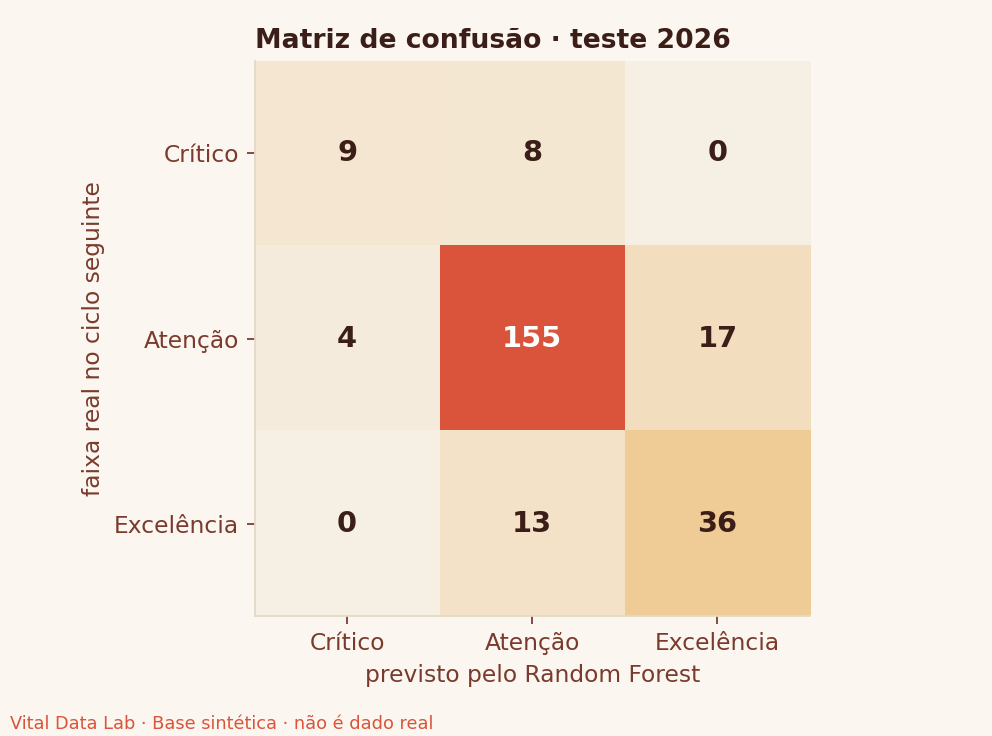 Matriz de confusão · teste 2026
faixa real no ciclo seguinte
Crítico 9 8 0
Atenção 4 155 17
Excelência 0 13 36
Crítico Atenção Excelência
previsto pelo Random Forest
Vital Data Lab · Base sintética · não é dado real